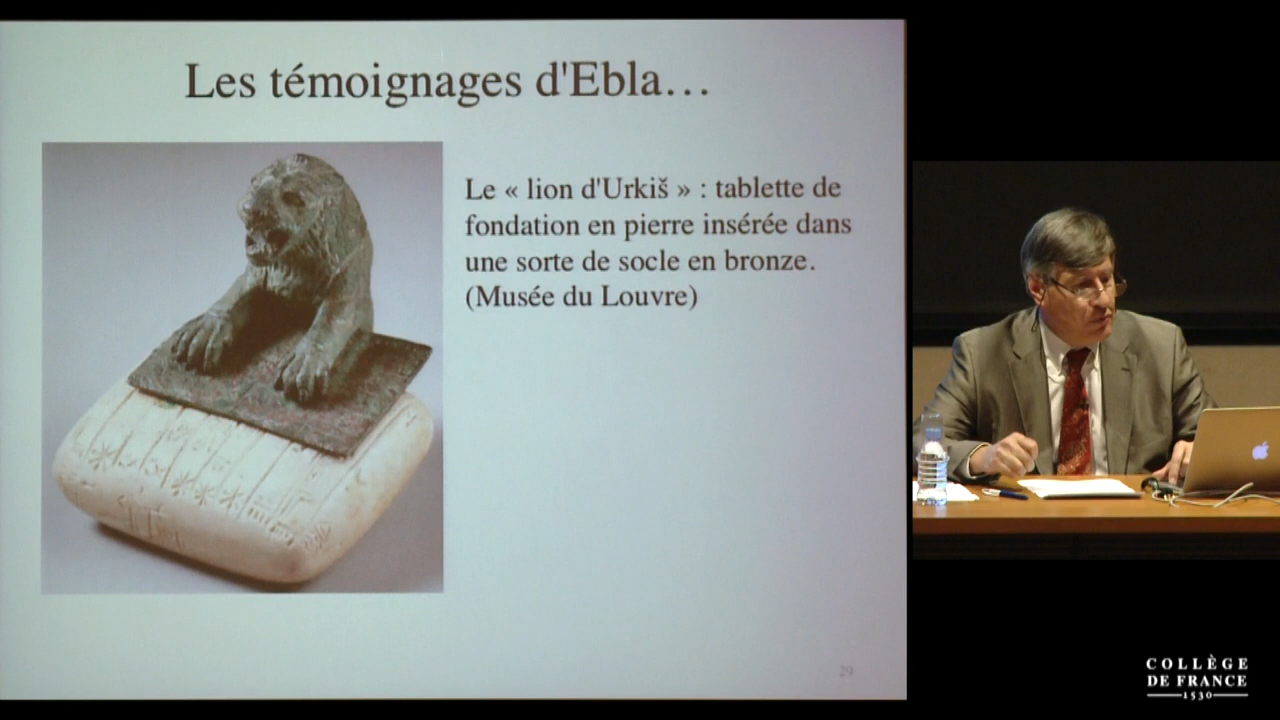 Les témoignages d'Ebla…
Le « lion d'Urkiš » : tablette de
fondation en pierre insérée dans
une sorte de socle en bronze.
(Musée du Louvre)
29
COLLÈGE
DE FRANCE
1530